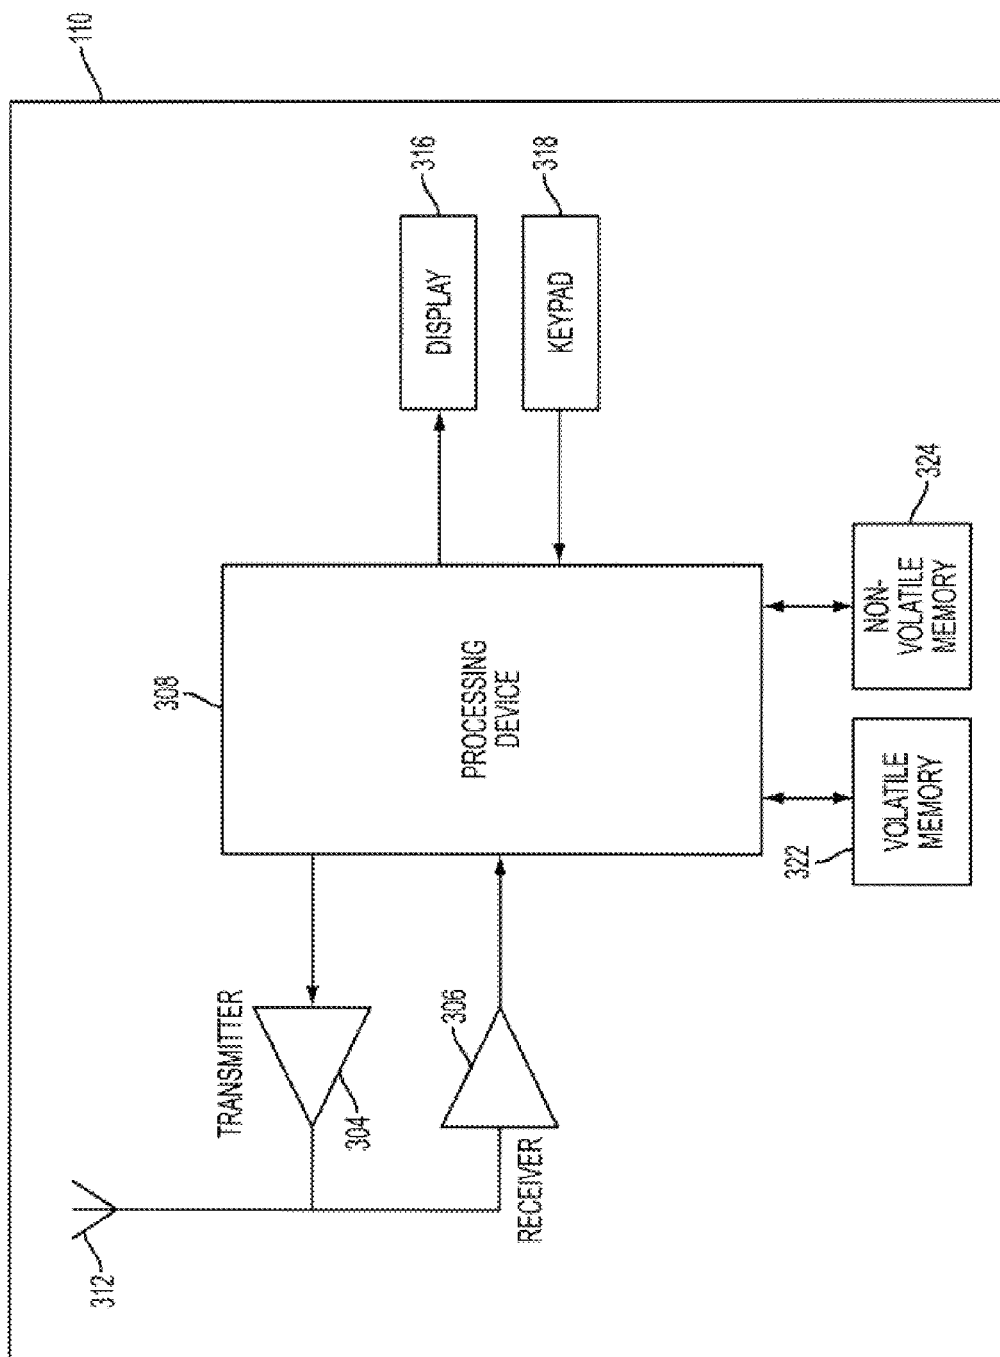 110
312
TRANSMITTER
304
306
RECEIVER
308
PROCESSING
DEVICE
DISPLAY
316
KEYPAD
318
322
VOLATILE
MEMORY
NON-
VOLATILE
MEMORY
324